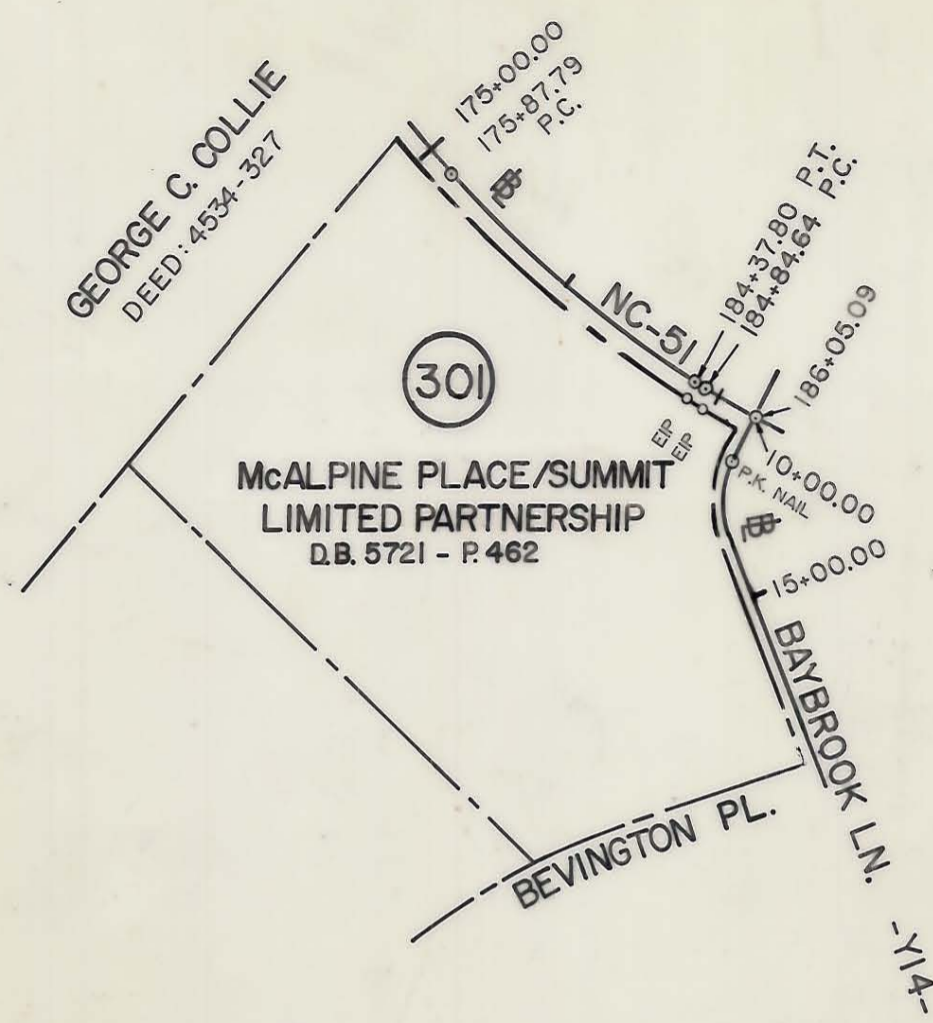 GEORGE C. COLLIE
DEED: 4534-327
175+00.00
175+87.79
P.C.
NC-51
184+37.80 P.T.
184+84.64 P.C.
186+05.09
301
EIP
EIP
McALPINE PLACE/SUMMIT
LIMITED PARTNERSHIP
D.B. 5721 - P. 462
10+00.00
P.K. NAIL
15+00.00
BAYBROOK LN. -Y14-
BEVINGTON PL.